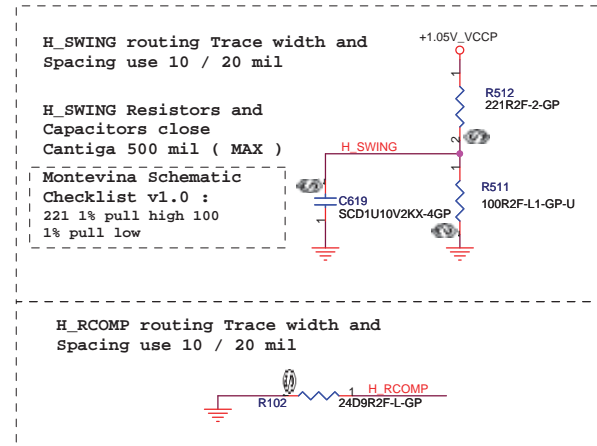 H_SWING routing Trace width and
Spacing use 10 / 20 mil
+1.05V_VCCP
1
R512
221R2F-2-GP
2
H_SWING Resistors and
Capacitors close
Cantiga 500 mil ( MAX )
H_SWING
Montevina Schematic
Checklist v1.0 :
221 1% pull high 100
1% pull low
C619
SCD1U10V2KX-4GP
1
1
R511
100R2F-L1-GP-U
H_RCOMP routing Trace width and
Spacing use 10 / 20 mil
1
H_RCOMP
R102
24D9R2F-L-GP